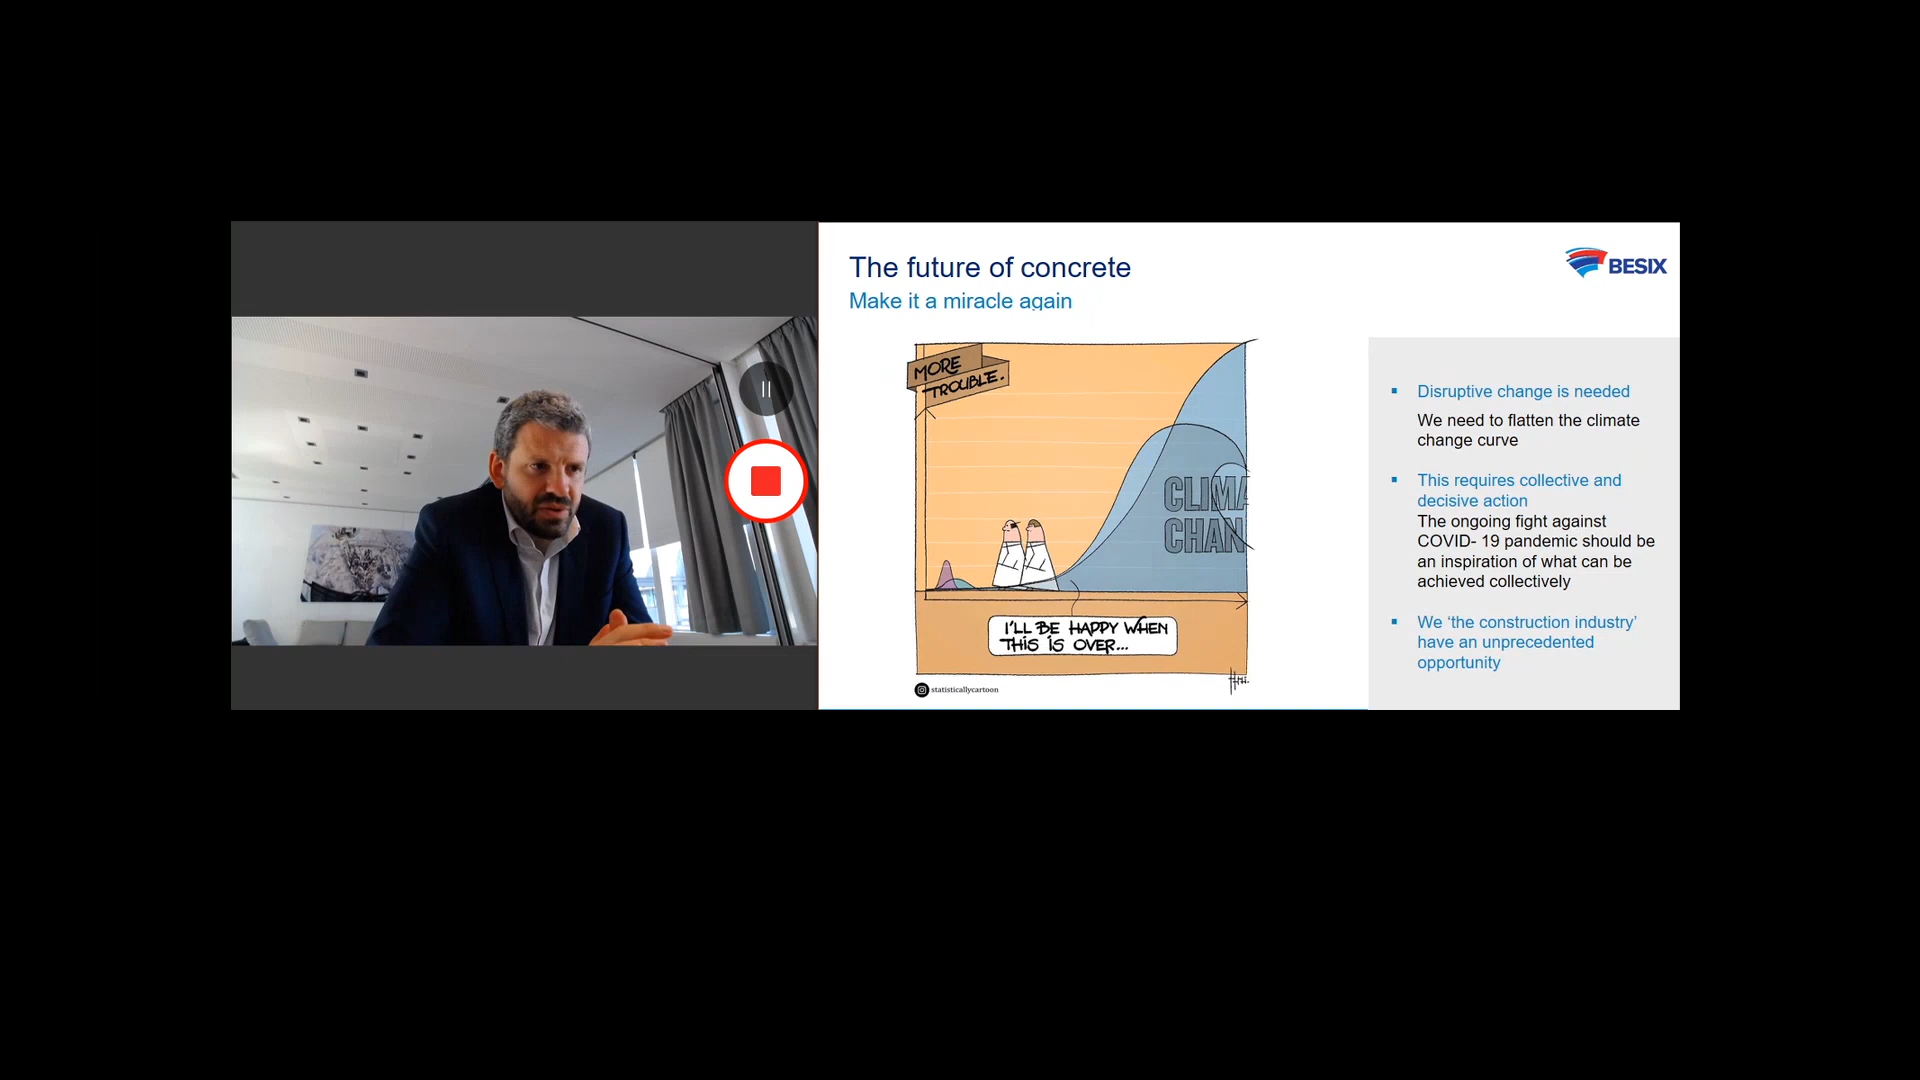 The future of concrete
Make it a miracle again
BESIX
MORE
TROUBLE.
CLIMA
CHAN
I'LL BE HAPPY WHEN
THIS IS OVER...
statisticallycartoon
Disruptive change is needed
We need to flatten the climate
change curve
This requires collective and
decisive action
The ongoing fight against
COVID- 19 pandemic should be
an inspiration of what can be
achieved collectively
We ‘the construction industry’
have an unprecedented
opportunity